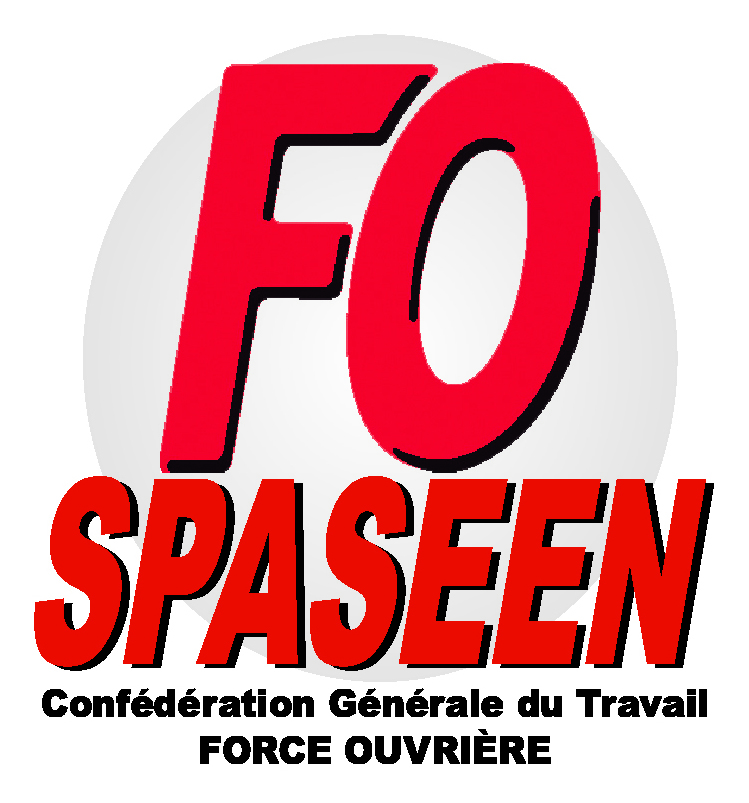 FO
SPASEEN
Confédération Générale du Travail
FORCE OUVRIÈRE